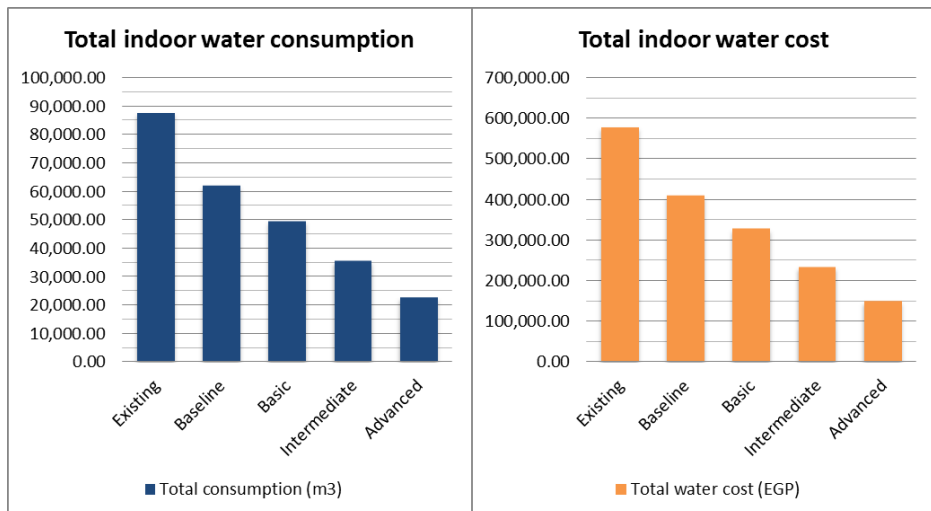 Total indoor water consumption
100,000.00
90,000.00
80,000.00
70,000.00
60,000.00
50,000.00
40,000.00
30,000.00
20,000.00
10,000.00
0.00
Existing
Baseline
Basic
Intermediate
Advanced
Total consumption (m3)
Total indoor water cost
700,000.00
600,000.00
500,000.00
400,000.00
300,000.00
200,000.00
100,000.00
0.00
Existing
Baseline
Basic
Intermediate
Advanced
Total water cost (EGP)